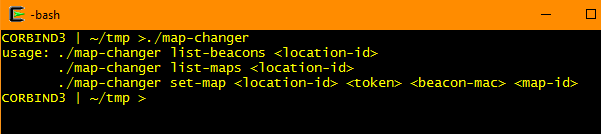 -bash
CORBIND3 | ~/tmp >./map-changer
usage: ./map-changer list-beacons <location-id>
       ./map-changer list-maps <location-id>
       ./map-changer set-map <location-id> <token> <beacon-mac> <map-id>
CORBIND3 | ~/tmp >